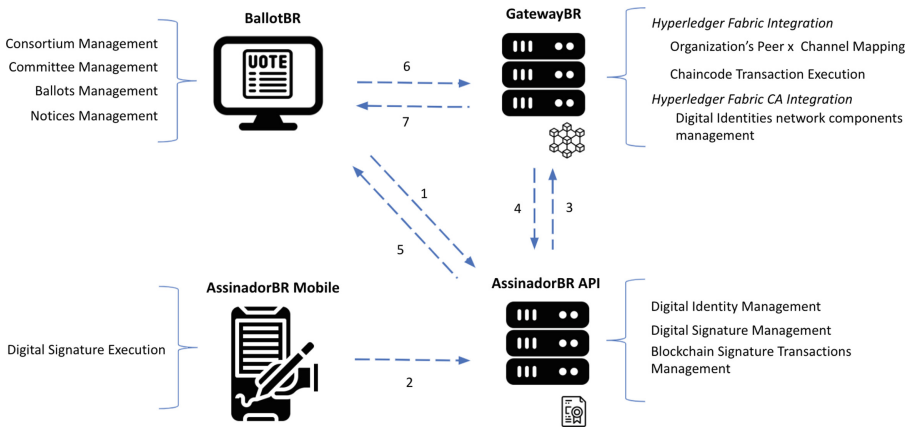 BallotBR
Consortium Management
Committee Management
Ballots Management
Notices Management
VOTE
6
7
GatewayBR
Hyperledger Fabric Integration
Organization's Peer x Channel Mapping
Chaincode Transaction Execution
Hyperledger Fabric CA Integration
Digital Identities network components
management
1
5
4
3
AssinadorBR Mobile
Digital Signature Execution
2
AssinadorBR API
Digital Identity Management
Digital Signature Management
Blockchain Signature Transactions
Management